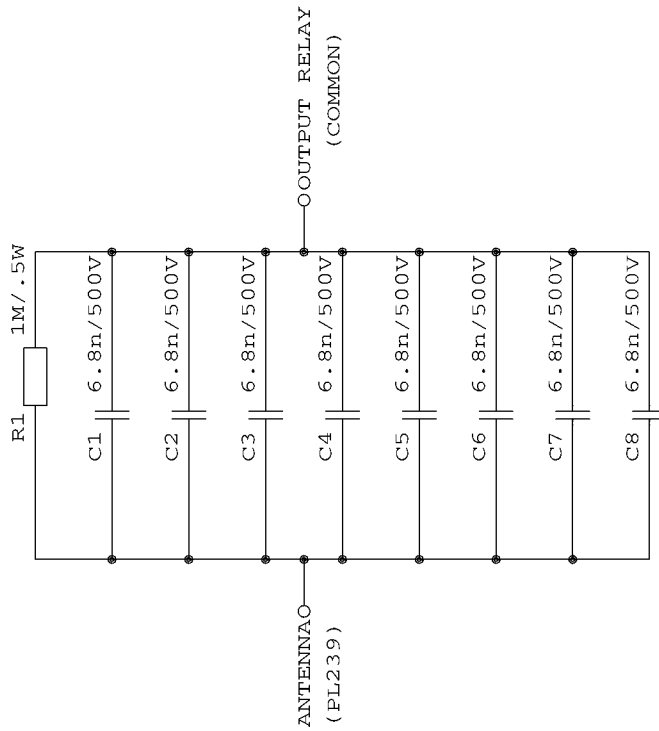 R1 1M/.5W
C1 6.8n/500V
C2 6.8n/500V
C3 6.8n/500V
ANTENNA
(PL239)
OUTPUT RELAY
(COMMON)
C4 6.8n/500V
C5 6.8n/500V
C6 6.8n/500V
C7 6.8n/500V
C8 6.8n/500V